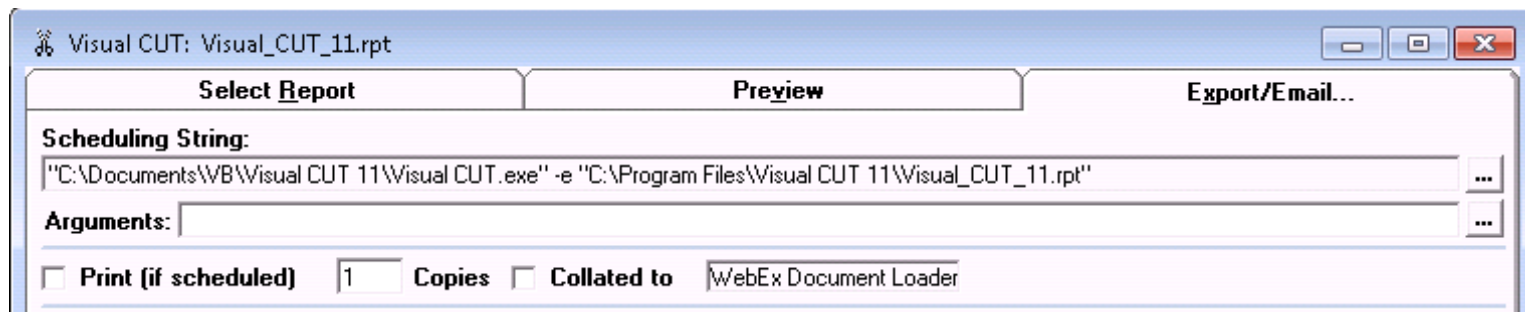 Visual CUT: Visual_CUT_11.rpt
Select Report Preview Export/Email...
Scheduling String:
"C:\Documents\VB\Visual CUT 11\Visual CUT.exe" -e "C:\Program Files\Visual CUT 11\Visual_CUT_11.rpt" ...
Arguments: ...
Print (if scheduled) 1 Copies Collated to WebEx Document Loader